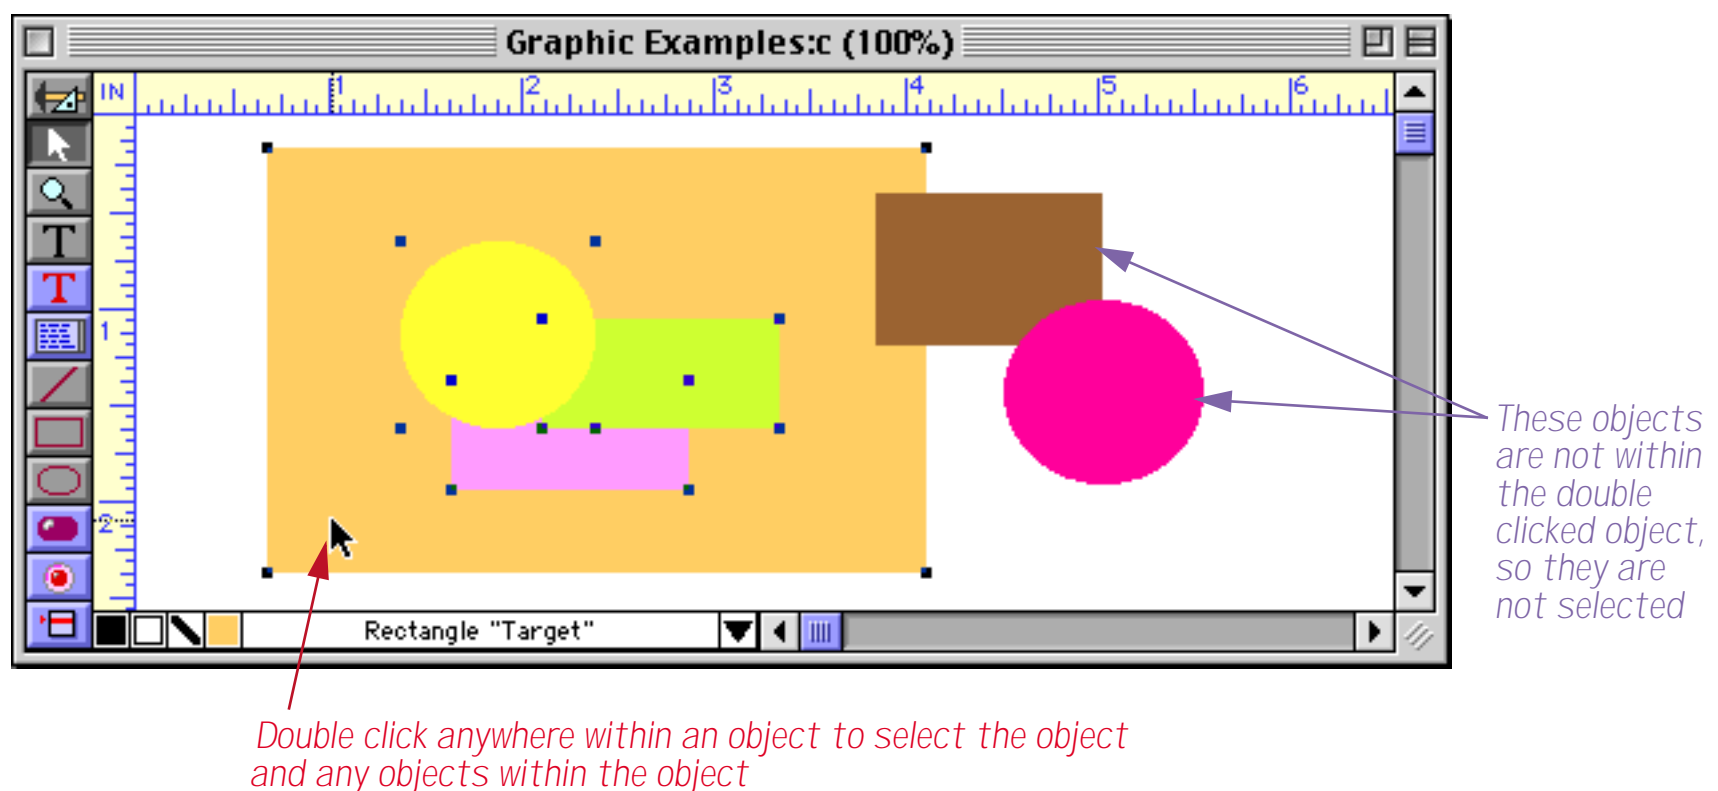 Graphic Examples:c (100%)
IN
1 2 3 4 5 6
T
T
1
2
These objects
are not within
the double
clicked object,
so they are
not selected
Rectangle "Target"
Double click anywhere within an object to select the object
and any objects within the object